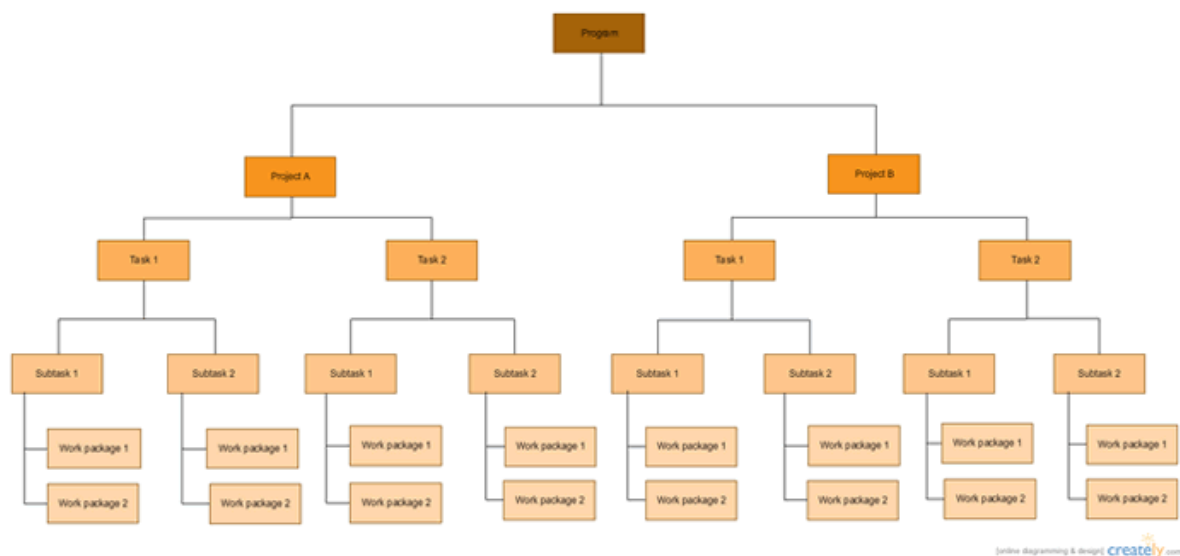 Program
Project A
Project B
Task 1
Task 2
Task 1
Task 2
Subtask 1
Subtask 2
Subtask 1
Subtask 2
Subtask 1
Subtask 2
Subtask 1
Subtask 2
Work package 1
Work package 1
Work package 1
Work package 1
Work package 1
Work package 1
Work package 1
Work package 1
Work package 2
Work package 2
Work package 2
Work package 2
Work package 2
Work package 2
Work package 2
Work package 2
[online diagramming & design] creately.com